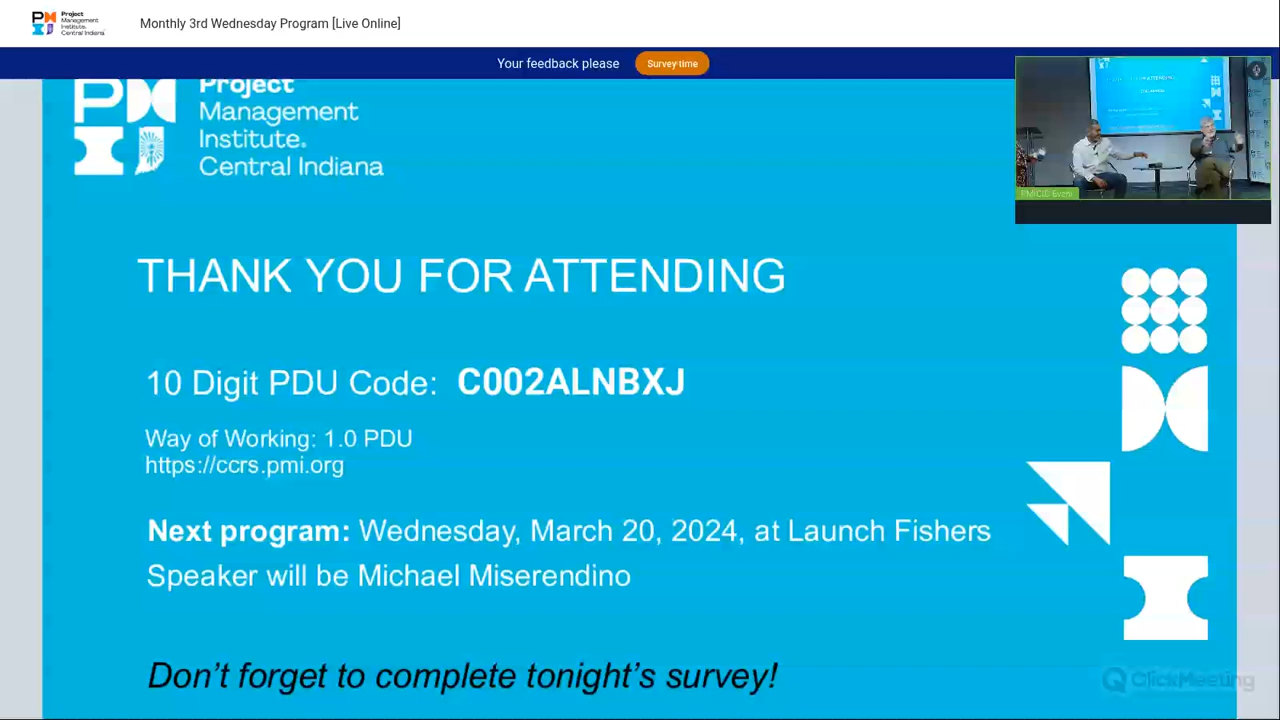 Project
Management
Institute.
Central Indiana
Monthly 3rd Wednesday Program [Live Online]
Your feedback please
Survey time
Project
Management
Institute.
Central Indiana
THANK YOU FOR ATTENDING
10 Digit PDU Code: C002ALNBXJ
Way of Working: 1.0 PDU
https://ccrs.pmi.org
Next program: Wednesday, March 20, 2024, at Launch Fishers
Speaker will be Michael Miserendino
Don't forget to complete tonight's survey!
ClickMeeting